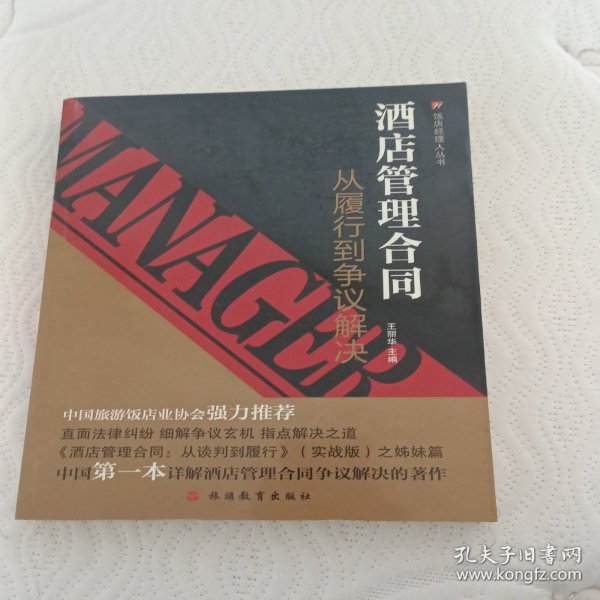 饭店经理人丛书
酒店管理合同
从履行到争议解决
王丽华 主编
MANAGER
中国旅游饭店业协会强力推荐
直面法律纠纷 细解争议玄机 指点解决之道
《酒店管理合同：从谈判到履行》（实战版）之姊妹篇
中国第一本详解酒店管理合同争议解决的著作
旅游教育出版社
孔夫子旧书网
www.kongfz.com